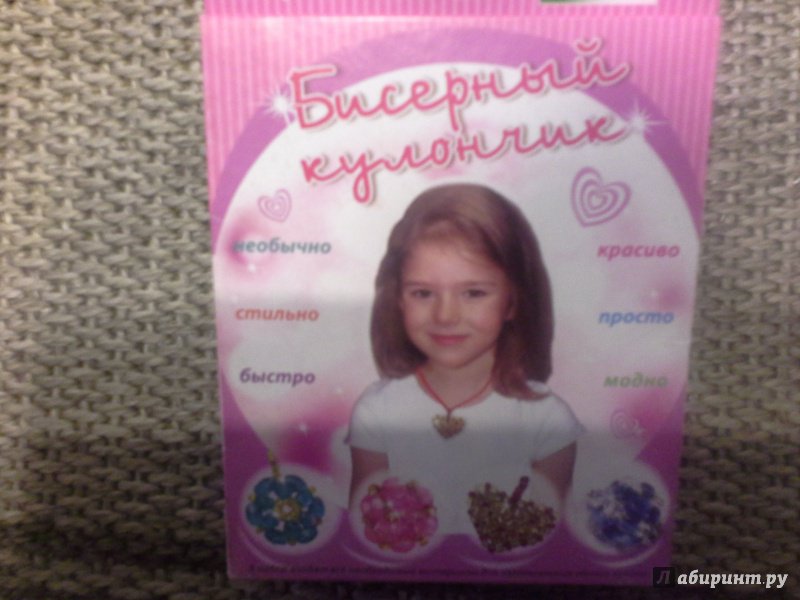 Бисерный
кулончик
необычно
красиво
стильно
просто
быстро
модно
Лабиринт.ру